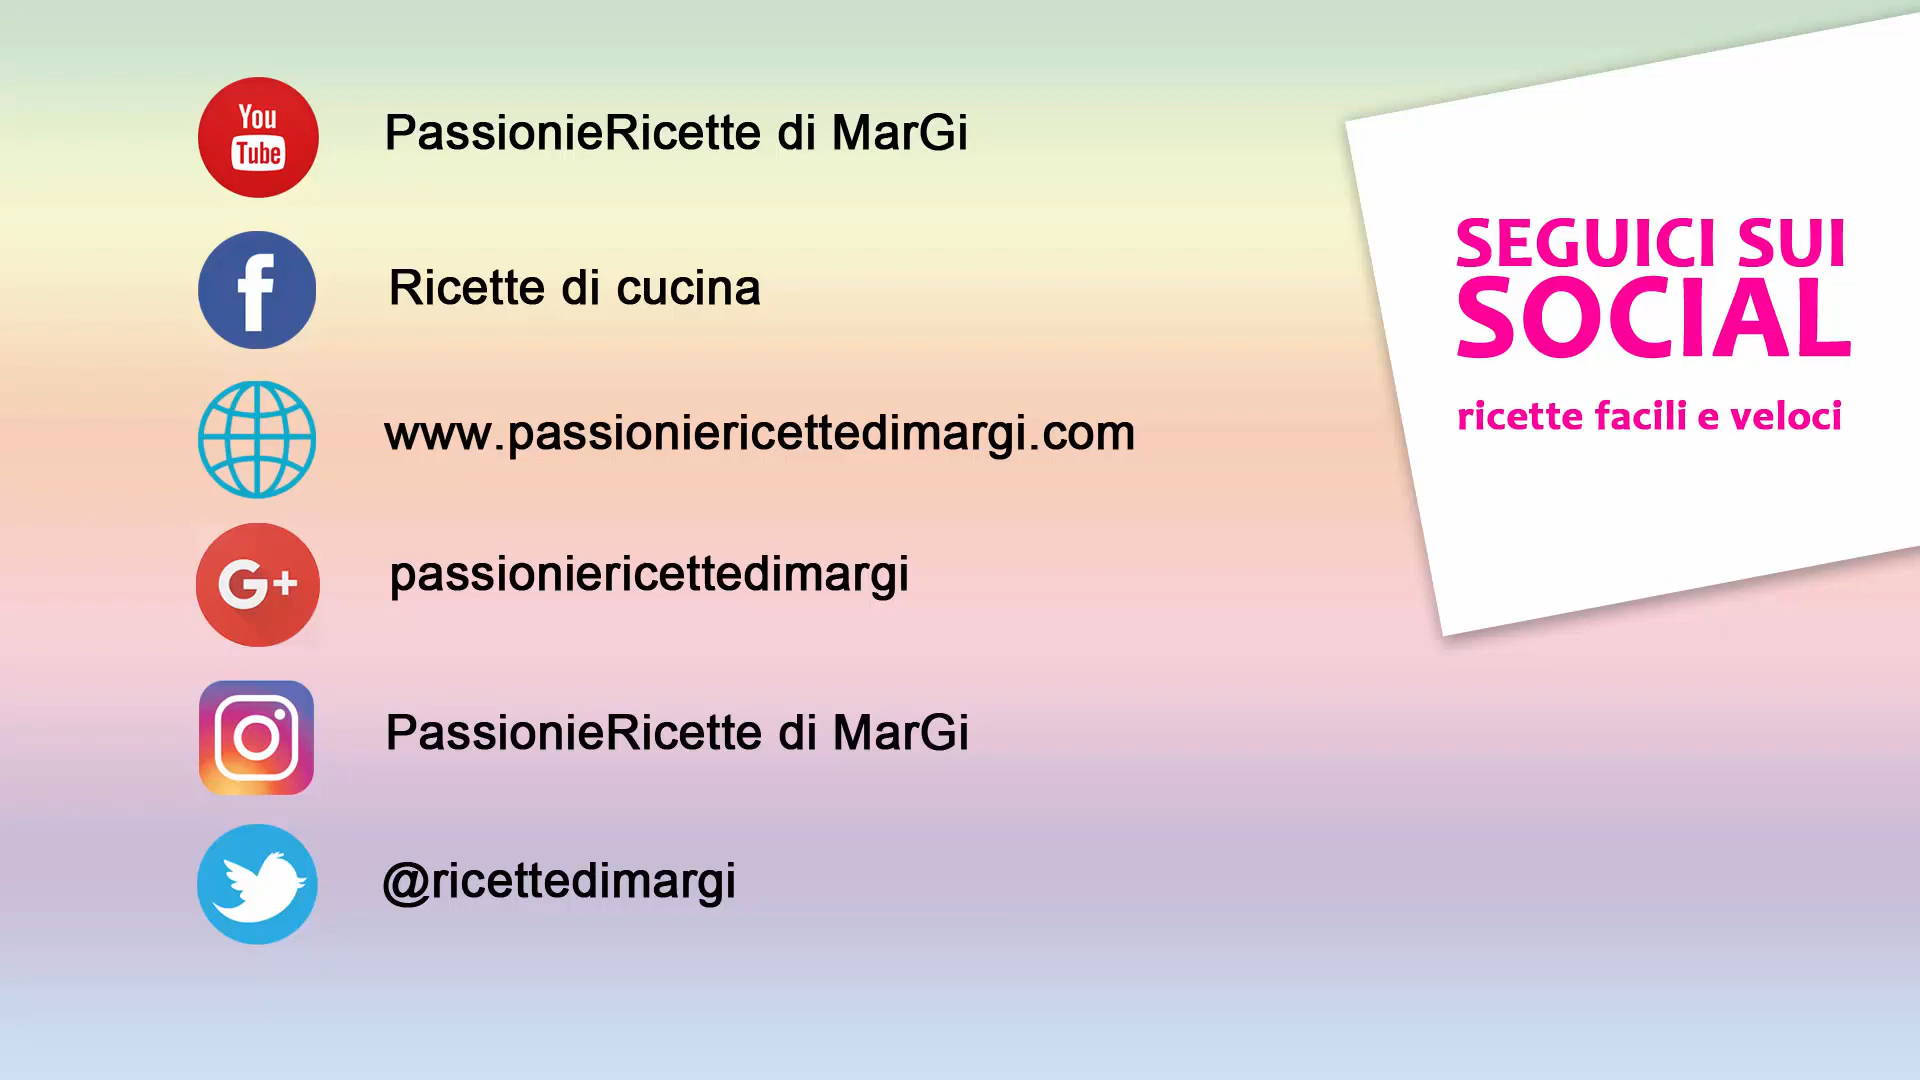 You
Tube
PassionieRicette di MarGi
f
Ricette di cucina
www.passioniericettedimargi.com
G+
passioniericettedimargi
PassionieRicette di MarGi
@ricettedimargi
SEGUICI SUI
SOCIAL
ricette facili e veloci